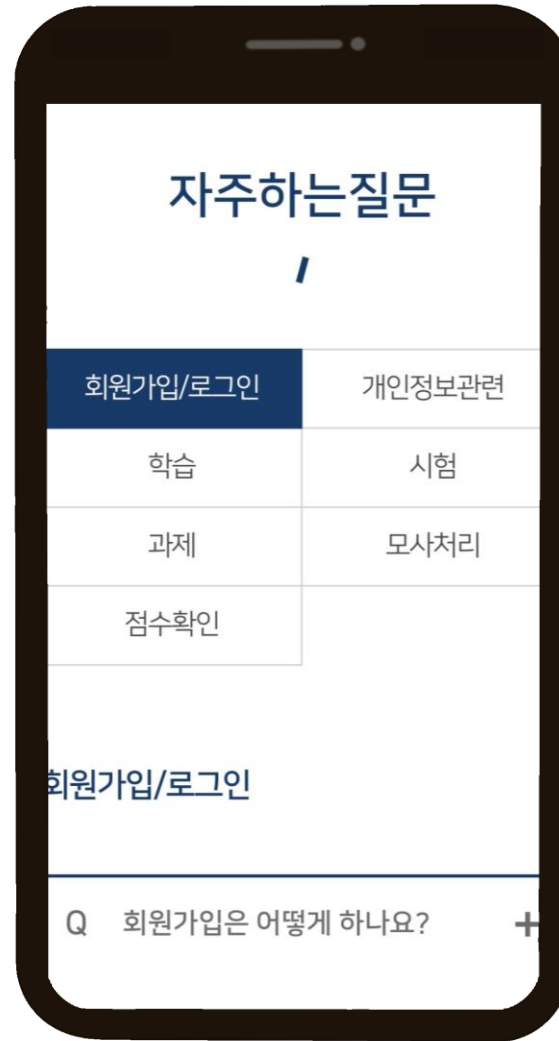 자주하는질문
회원가입/로그인 개인정보관련
학습 시험
과제 모사처리
점수확인
회원가입/로그인
Q 회원가입은 어떻게 하나요? +